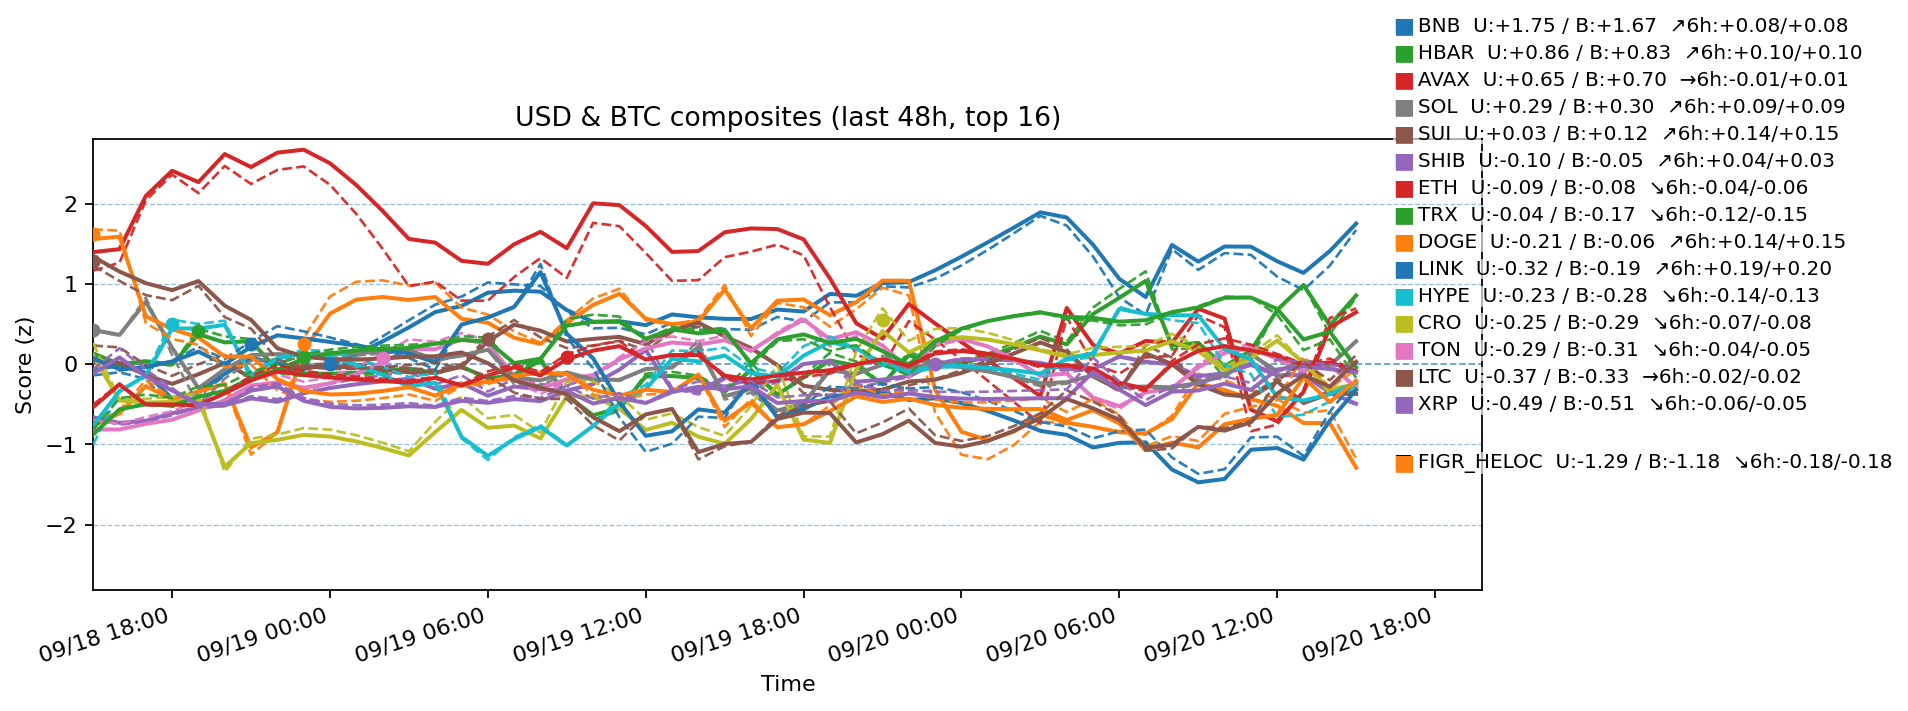 BNB U:+1.75 / B:+1.67 ↗6h:+0.08/+0.08
HBAR U:+0.86 / B:+0.83 ↗6h:+0.10/+0.10
AVAX U:+0.65 / B:+0.70 →6h:-0.01/+0.01
SOL U:+0.29 / B:+0.30 ↗6h:+0.09/+0.09
SUI U:+0.03 / B:+0.12 ↗6h:+0.14/+0.15
SHIB U:-0.10 / B:-0.05 ↗6h:+0.04/+0.03
ETH U:-0.09 / B:-0.08 ↘6h:-0.04/-0.06
TRX U:-0.04 / B:-0.17 ↘6h:-0.12/-0.15
DOGE U:-0.21 / B:-0.06 ↗6h:+0.14/+0.15
LINK U:-0.32 / B:-0.19 ↗6h:+0.19/+0.20
HYPE U:-0.23 / B:-0.28 ↘6h:-0.14/-0.13
CRO U:-0.25 / B:-0.29 ↘6h:-0.07/-0.08
TON U:-0.29 / B:-0.31 ↘6h:-0.04/-0.05
LTC U:-0.37 / B:-0.33 →6h:-0.02/-0.02
XRP U:-0.49 / B:-0.51 ↘6h:-0.06/-0.05
FIGR_HELOC U:-1.29 / B:-1.18 ↘6h:-0.18/-0.18
USD & BTC composites (last 48h, top 16)
Score (z)
2
1
0
−1
−2
09/18 18:00
09/19 00:00
09/19 06:00
09/19 12:00
09/19 18:00
09/20 00:00
09/20 06:00
09/20 12:00
09/20 18:00
Time